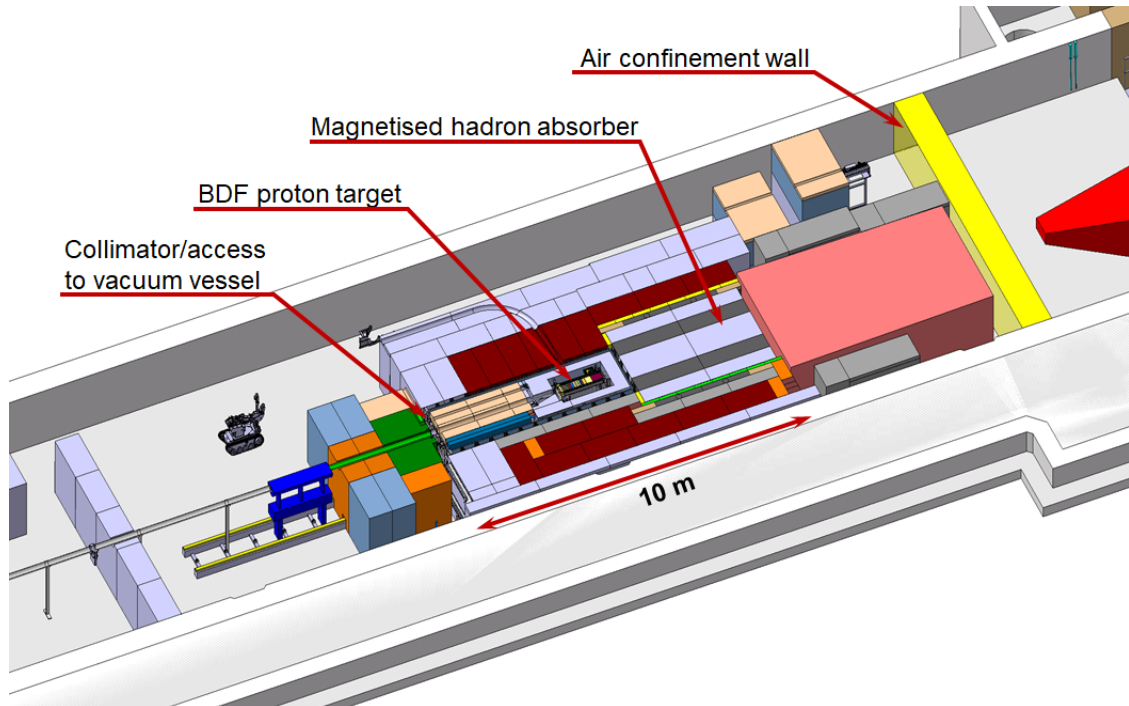 Air confinement wall
Magnetised hadron absorber
BDF proton target
Collimator/access
to vacuum vessel
10 m